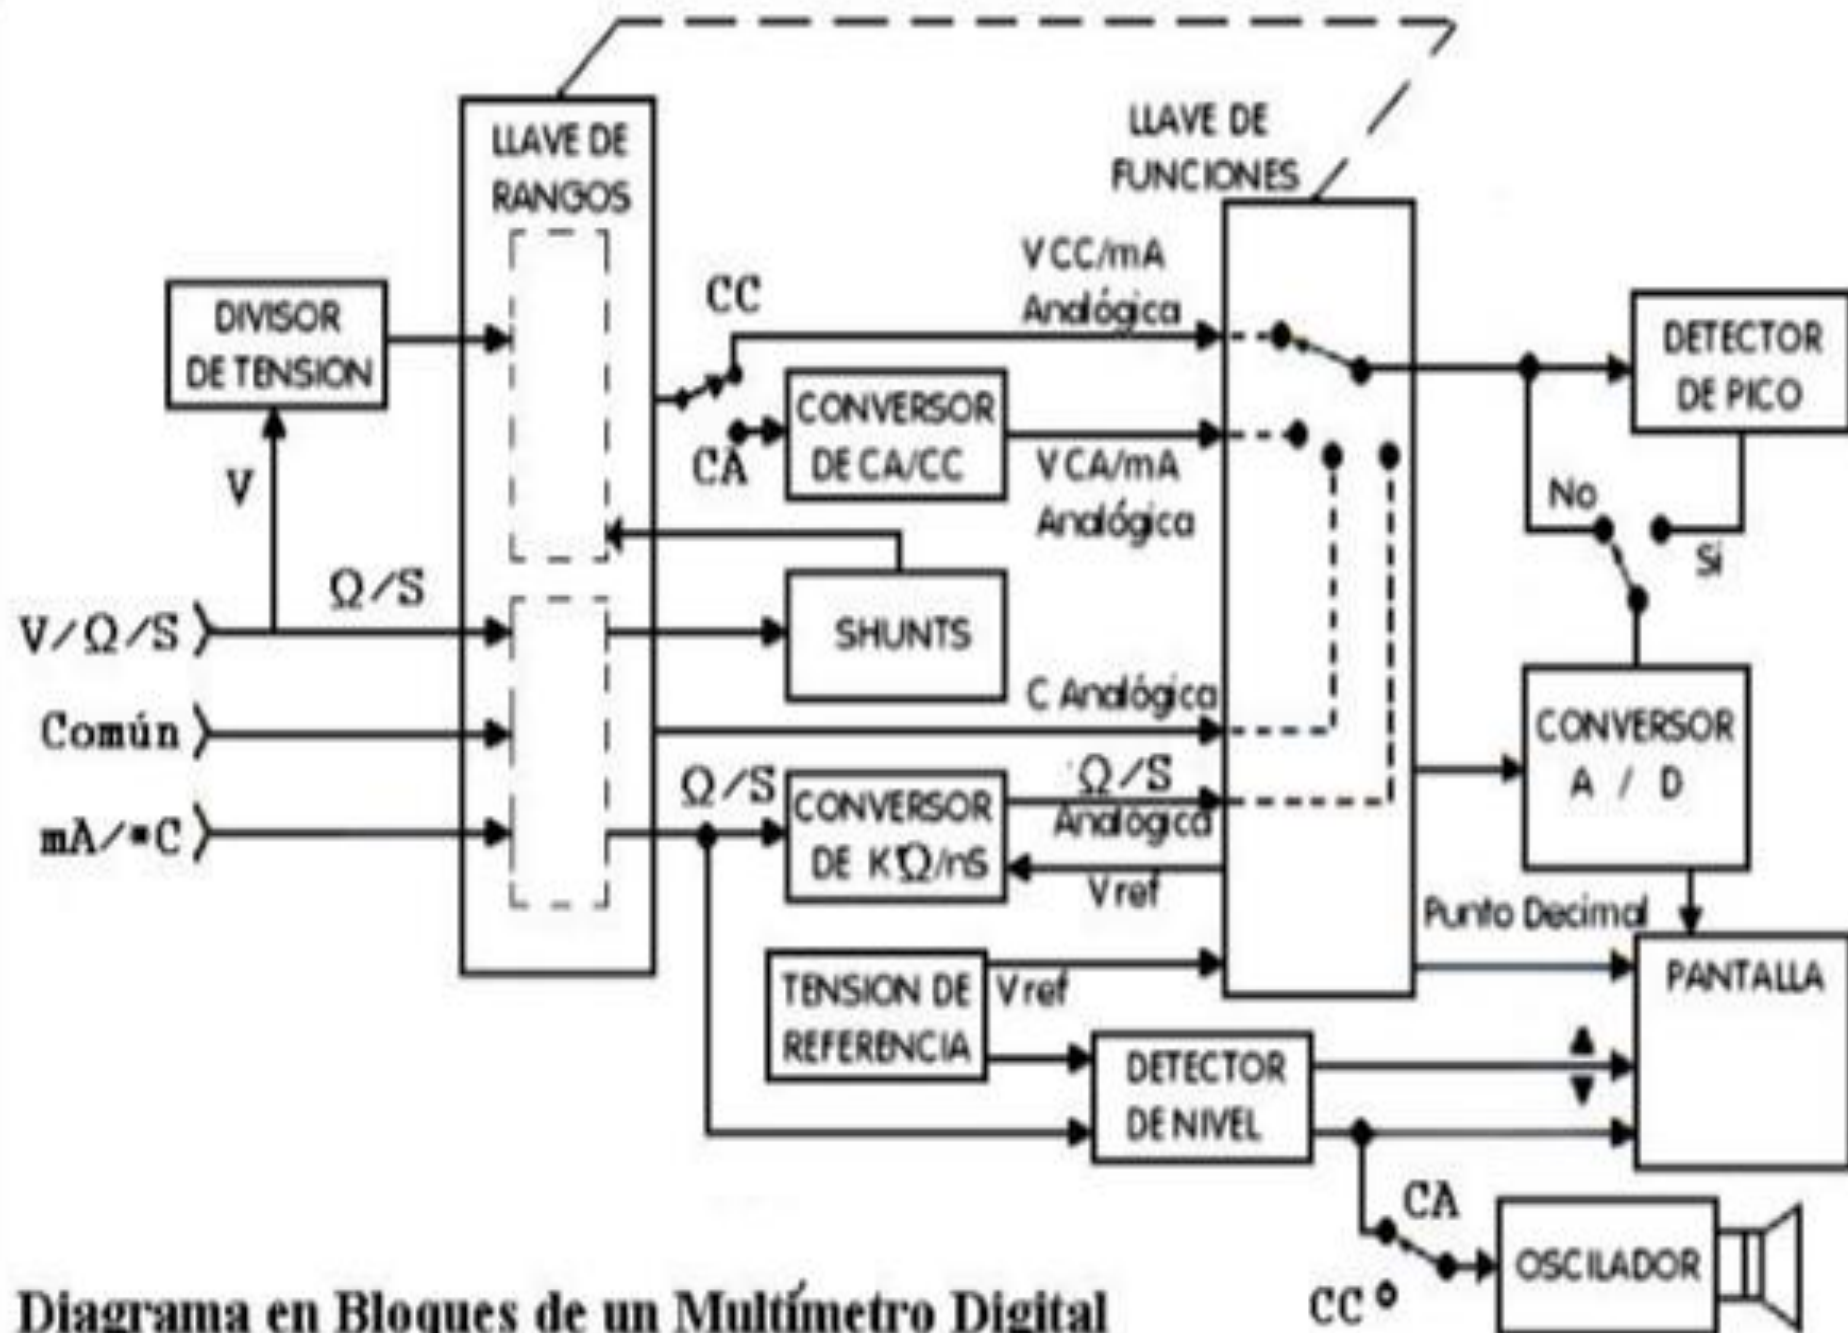 LLAVE DE
RANGOS
LLAVE DE
FUNCIONES
DIVISOR
DE TENSION
V
V/Ω/S
Ω/S
Común
mA/°C
CC
CA
CONVERSOR
DE CA/CC
VCC/mA
Analógica
VCA/mA
Analógica
SHUNTS
C Analógica
Ω/S
CONVERSOR
DE KΩ/nS
Ω/S
Analógica
Vref
TENSION DE
REFERENCIA
Vref
DETECTOR
DE NIVEL
DETECTOR
DE PICO
No
Si
CONVERSOR
A / D
Punto Decimal
PANTALLA
CA
CC
OSCILADOR
Diagrama en Bloques de un Multímetro Digital